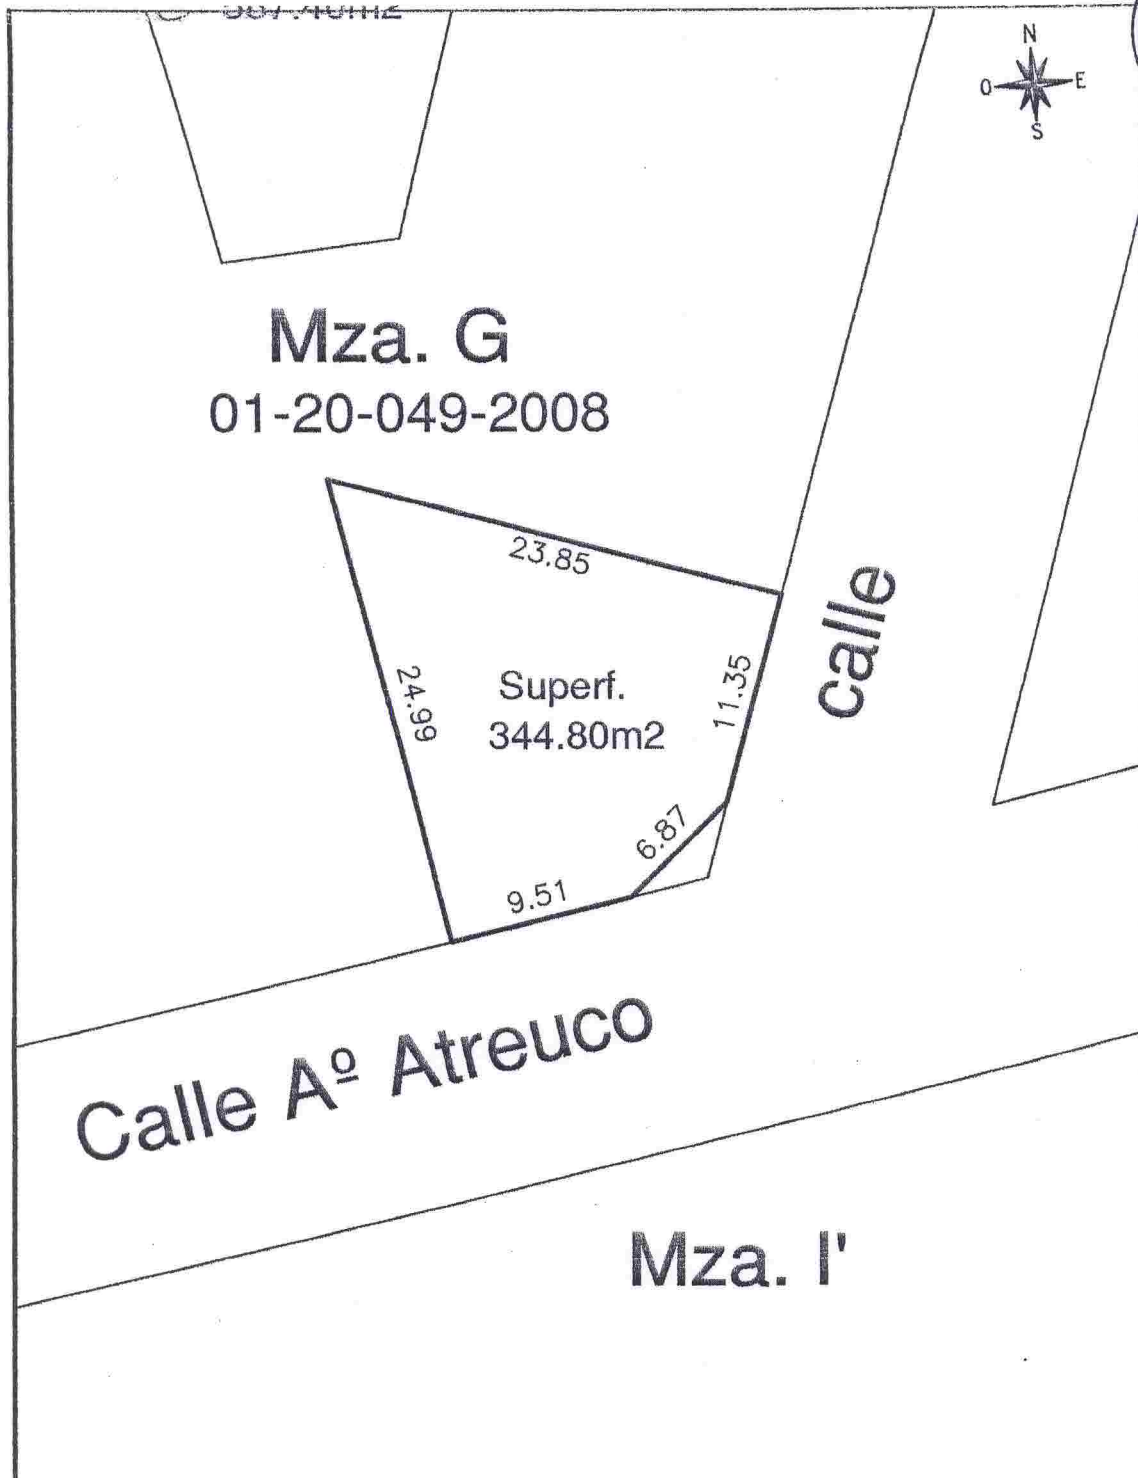 N
O
E
S
Mza. G
01-20-049-2008
23.85
24.99
Superf.
344.80m2
11.35
calle
6.87
9.51
Calle Aº Atreuco
Mza. I'